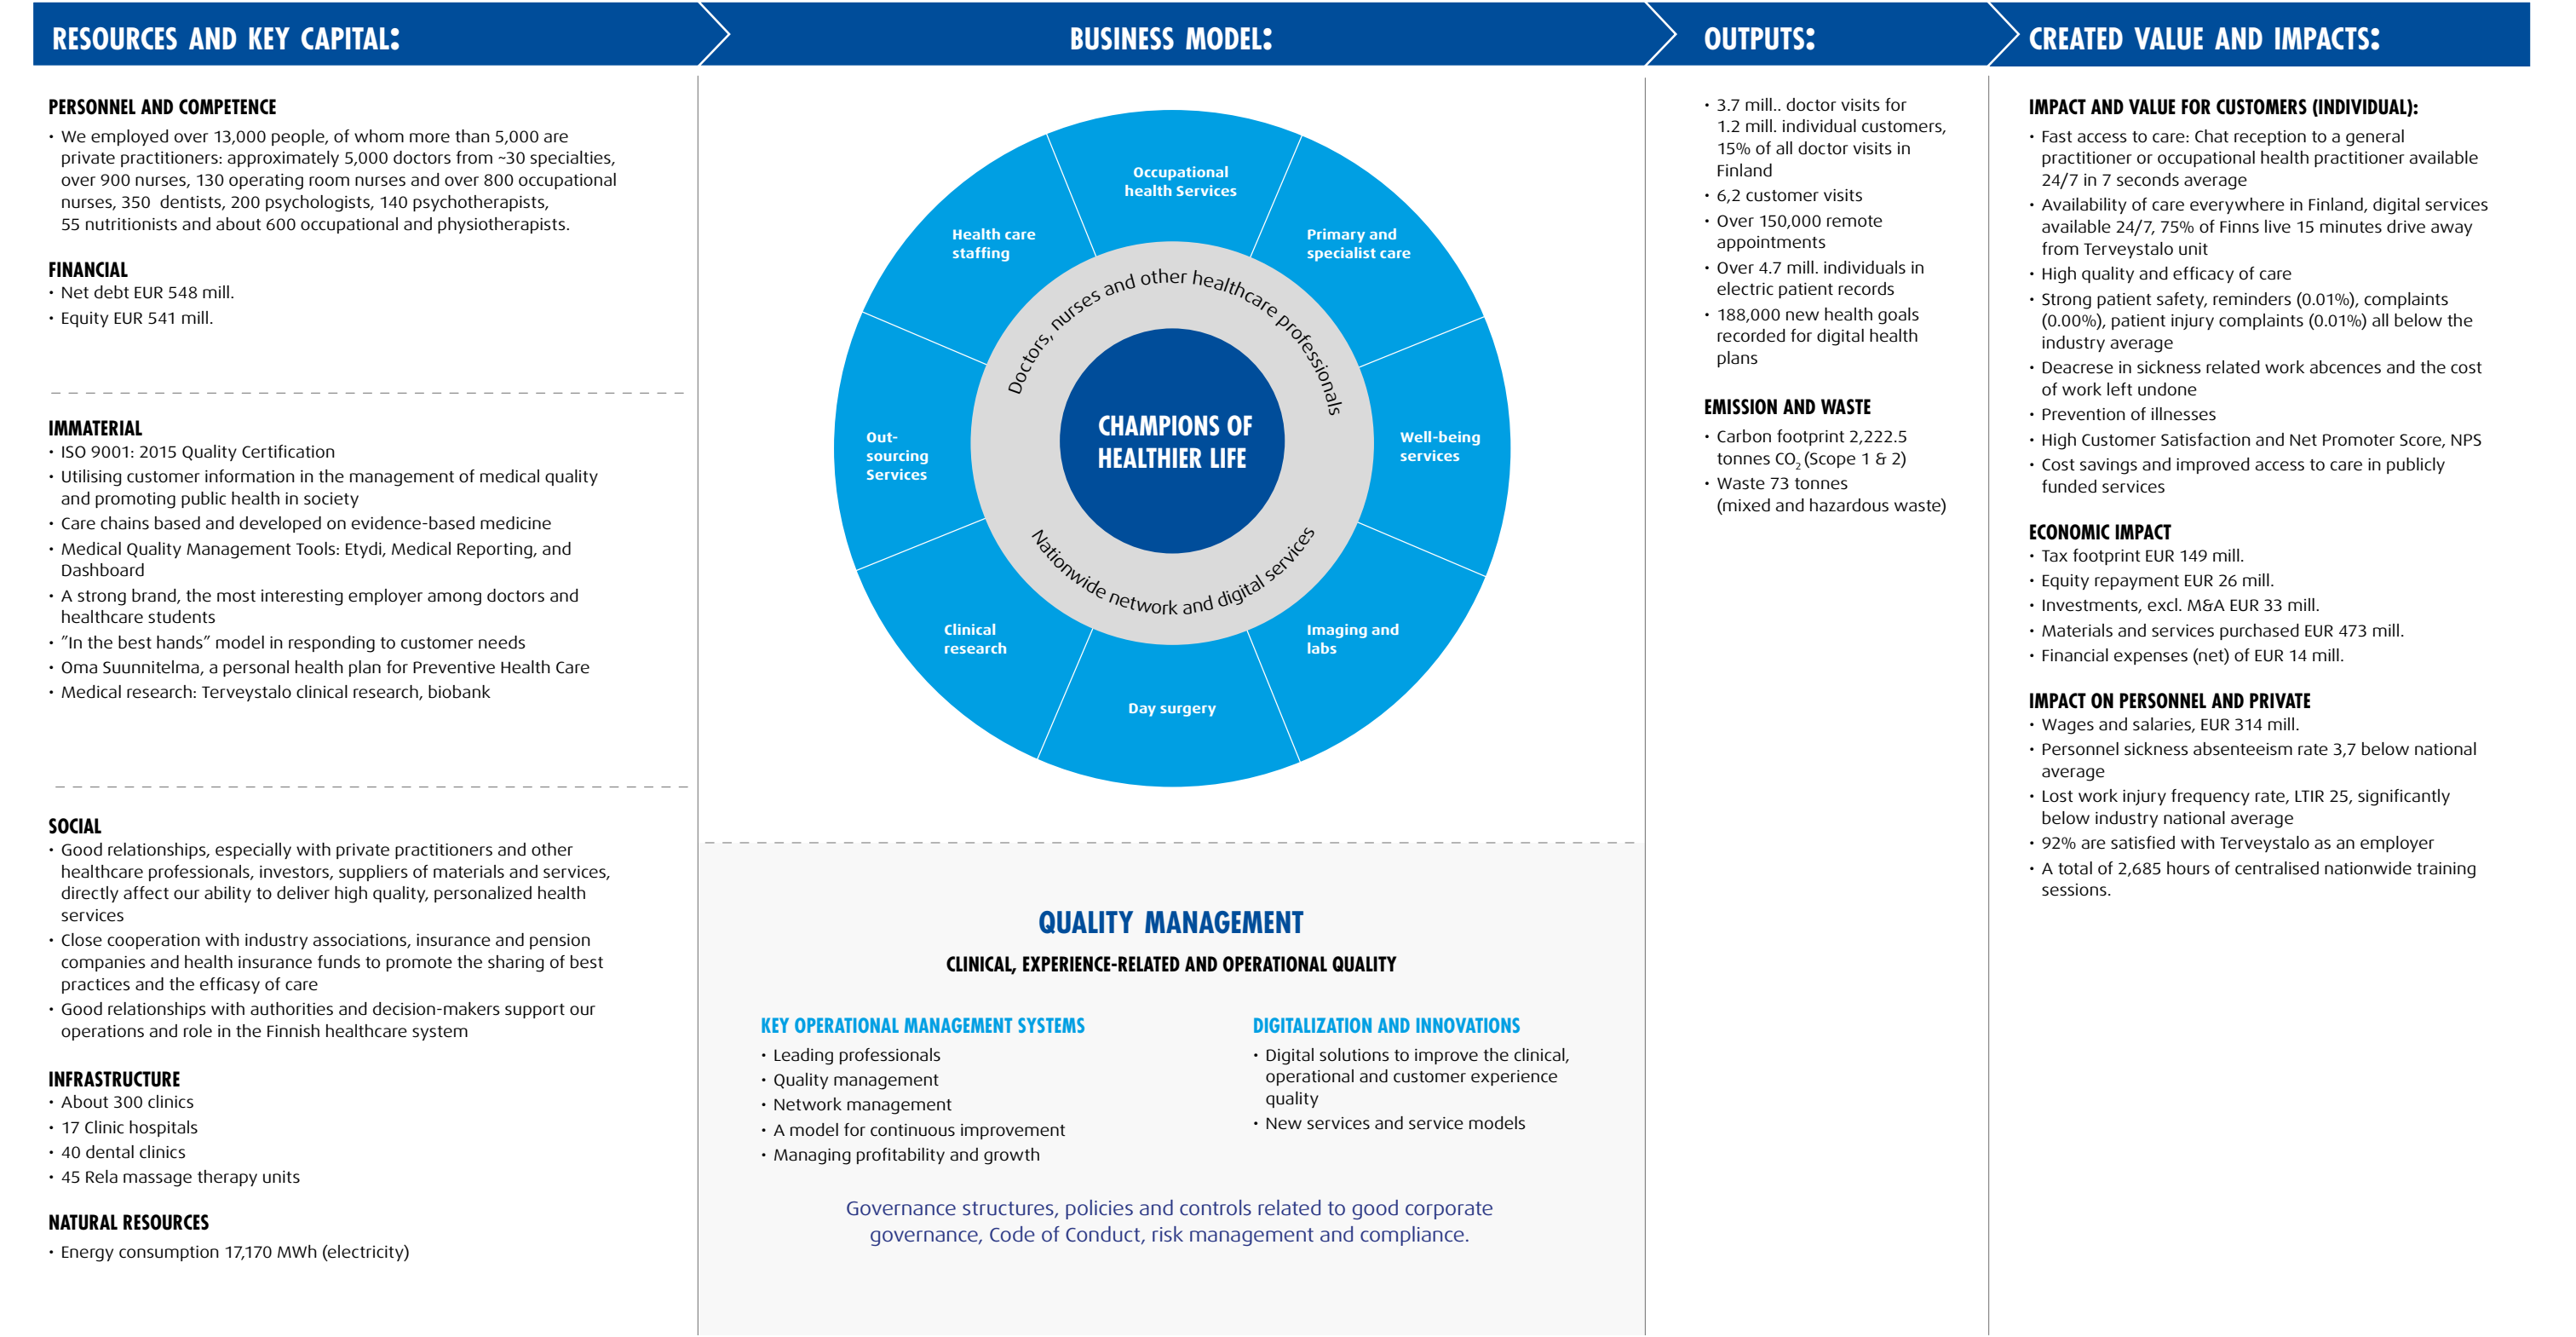 RESOURCES AND KEY CAPITAL:
PERSONNEL AND COMPETENCE
• We employed over 13,000 people, of whom more than 5,000 are
private practitioners: approximately 5,000 doctors from ~30 specialties,
over 900 nurses, 130 operating room nurses and over 800 occupational
nurses, 350 dentists, 200 psychologists, 140 psychotherapists,
55 nutritionists and about 600 occupational and physiotherapists.
FINANCIAL
• Net debt EUR 548 mill.
• Equity EUR 541 mill.
IMMATERIAL
• ISO 9001: 2015 Quality Certification
• Utilising customer information in the management of medical quality
and promoting public health in society
• Care chains based and developed on evidence-based medicine
• Medical Quality Management Tools: Etydi, Medical Reporting, and
Dashboard
• A strong brand, the most interesting employer among doctors and
healthcare students
• ”In the best hands” model in responding to customer needs
• Oma Suunnitelma, a personal health plan for Preventive Health Care
• Medical research: Terveystalo clinical research, biobank
SOCIAL
• Good relationships, especially with private practitioners and other
healthcare professionals, investors, suppliers of materials and services,
directly affect our ability to deliver high quality, personalized health
services
• Close cooperation with industry associations, insurance and pension
companies and health insurance funds to promote the sharing of best
practices and the efficasy of care
• Good relationships with authorities and decision-makers support our
operations and role in the Finnish healthcare system
INFRASTRUCTURE
• About 300 clinics
• 17 Clinic hospitals
• 40 dental clinics
• 45 Rela massage therapy units
NATURAL RESOURCES
• Energy consumption 17,170 MWh (electricity)
BUSINESS MODEL:
Occupational
health Services
Primary and
specialist care
Well-being
services
Imaging and
labs
Day surgery
Clinical
research
Out-
sourcing
Services
Health care
staffing
Doctors, nurses and other healthcare professionals
Nationwide network and digital services
CHAMPIONS OF
HEALTHIER LIFE
QUALITY MANAGEMENT
CLINICAL, EXPERIENCE-RELATED AND OPERATIONAL QUALITY
KEY OPERATIONAL MANAGEMENT SYSTEMS
• Leading professionals
• Quality management
• Network management
• A model for continuous improvement
• Managing profitability and growth
DIGITALIZATION AND INNOVATIONS
• Digital solutions to improve the clinical,
operational and customer experience
quality
• New services and service models
Governance structures, policies and controls related to good corporate
governance, Code of Conduct, risk management and compliance.
OUTPUTS:
• 3.7 mill.. doctor visits for
1.2 mill. individual customers,
15% of all doctor visits in
Finland
• 6,2 customer visits
• Over 150,000 remote
appointments
• Over 4.7 mill. individuals in
electric patient records
• 188,000 new health goals
recorded for digital health
plans
EMISSION AND WASTE
• Carbon footprint 2,222.5
tonnes CO2 (Scope 1 & 2)
• Waste 73 tonnes
(mixed and hazardous waste)
CREATED VALUE AND IMPACTS:
IMPACT AND VALUE FOR CUSTOMERS (INDIVIDUAL):
• Fast access to care: Chat reception to a general
practitioner or occupational health practitioner available
24/7 in 7 seconds average
• Availability of care everywhere in Finland, digital services
available 24/7, 75% of Finns live 15 minutes drive away
from Terveystalo unit
• High quality and efficacy of care
• Strong patient safety, reminders (0.01%), complaints
(0.00%), patient injury complaints (0.01%) all below the
industry average
• Deacrese in sickness related work abcences and the cost
of work left undone
• Prevention of illnesses
• High Customer Satisfaction and Net Promoter Score, NPS
• Cost savings and improved access to care in publicly
funded services
ECONOMIC IMPACT
• Tax footprint EUR 149 mill.
• Equity repayment EUR 26 mill.
• Investments, excl. M&A EUR 33 mill.
• Materials and services purchased EUR 473 mill.
• Financial expenses (net) of EUR 14 mill.
IMPACT ON PERSONNEL AND PRIVATE
• Wages and salaries, EUR 314 mill.
• Personnel sickness absenteeism rate 3,7 below national
average
• Lost work injury frequency rate, LTIR 25, significantly
below industry national average
• 92% are satisfied with Terveystalo as an employer
• A total of 2,685 hours of centralised nationwide training
sessions.